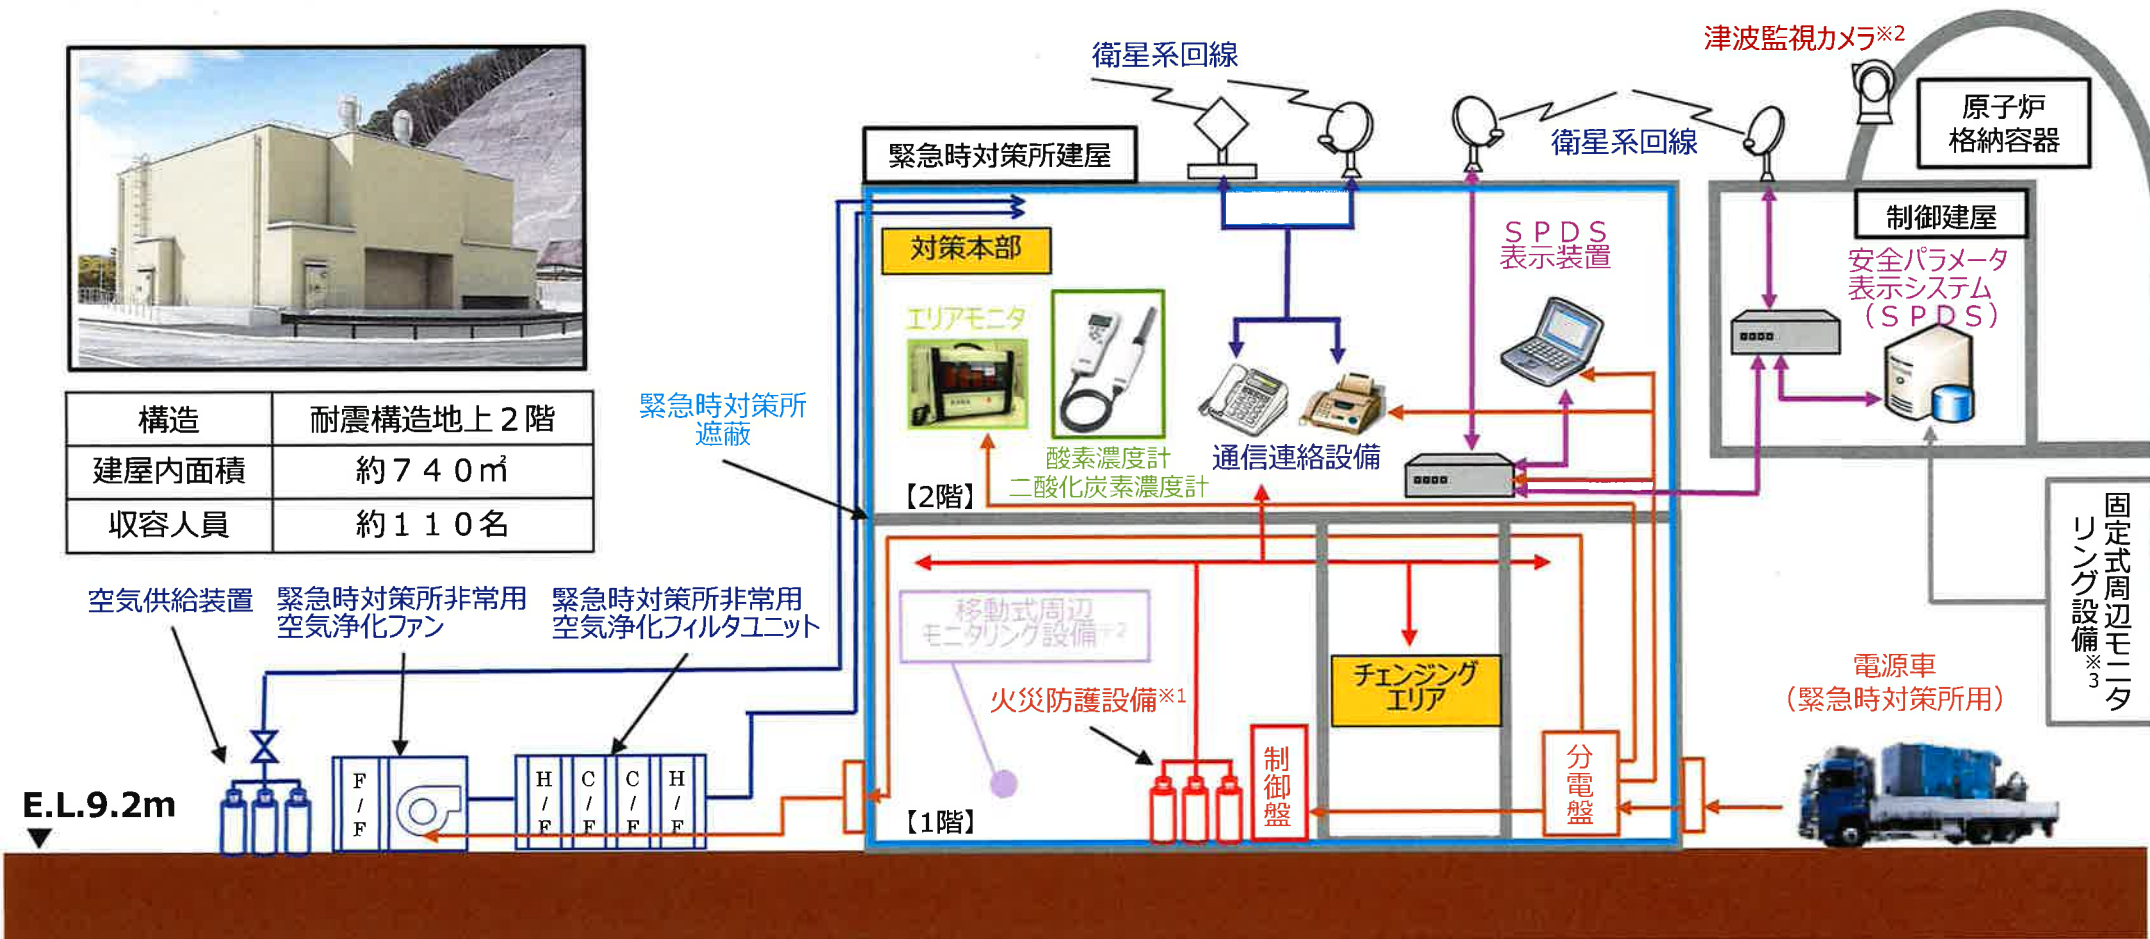 衛星系回線
津波監視カメラ※2
原子炉
格納容器
緊急時対策所建屋
衛星系回線
制御建屋
対策本部
ＳＰＤＳ
表示装置
安全パラメータ
表示システム
（ＳＰＤＳ）
エリアモニタ
構造
耐震構造地上２階
建屋内面積
約７４０㎡
収容人員
約１１０名
緊急時対策所
遮蔽
酸素濃度計
二酸化炭素濃度計
通信連絡設備
【2階】
固定式周辺モニタ
リング設備※3
空気供給装置
緊急時対策所非常用
空気浄化ファン
緊急時対策所非常用
空気浄化フィルタユニット
移動式周辺
モニタリング設備※2
火災防護設備※1
チェンジング
エリア
電源車
（緊急時対策所用）
制御盤
分電盤
F/F
H/F
C/F
C/F
H/F
E.L.9.2m
【1階】